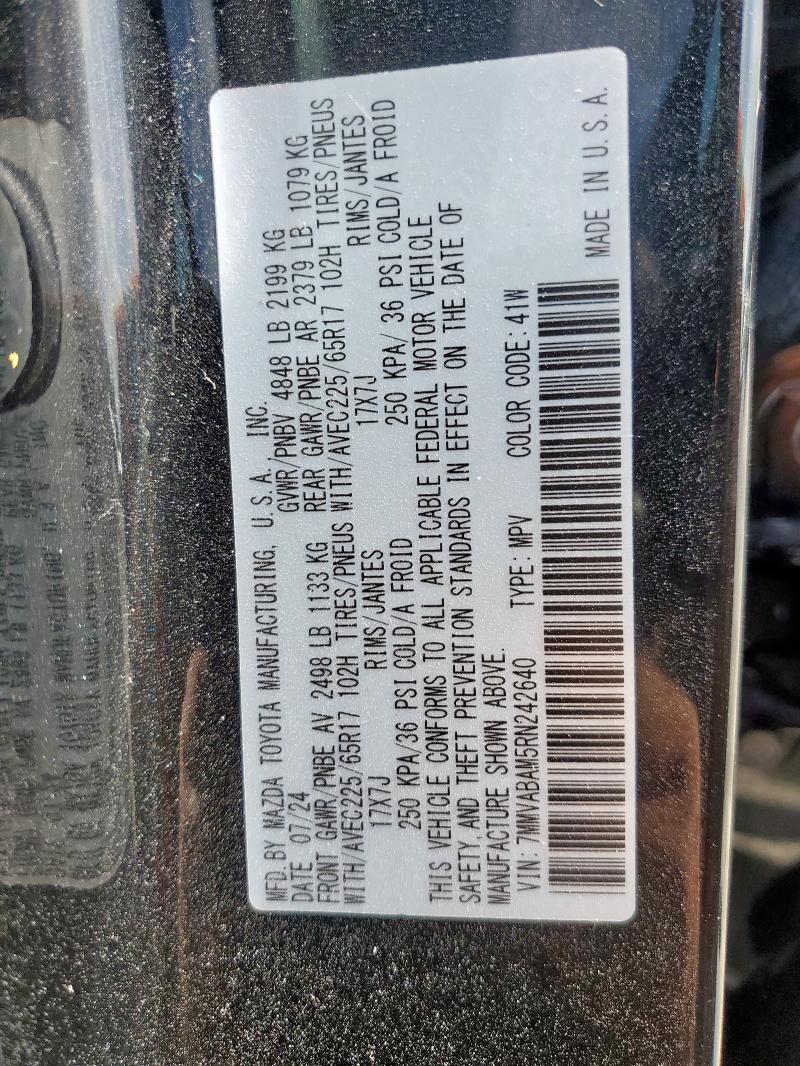 MFD. BY MAZDA TOYOTA MANUFACTURING, U.S.A. INC.
DATE 07/24 GVWR/PNBV 4848 LB 2199 KG
FRONT GAWR/PNBE AV 2498 LB 1133 KG REAR GAWR/PNBE AR 2379 LB 1079 KG
WITH/AVEC225/65R17 102H TIRES/PNEUS WITH/AVEC225/65R17 102H TIRES/PNEUS
17X7J RIMS/JANTES 17X7J RIMS/JANTES
250 KPA/36 PSI COLD/A FROID 250 KPA/ 36 PSI COLD/A FROID
THIS VEHICLE CONFORMS TO ALL APPLICABLE FEDERAL MOTOR VEHICLE
SAFETY,AND THEFT PREVENTION STANDARDS IN EFFECT ON THE DATE OF
MANUFACTURE SHOWN ABOVE.
VIN: 7MMVABAM5RN242640 TYPE: MPV COLOR CODE: 41W
MADE IN U.S.A.